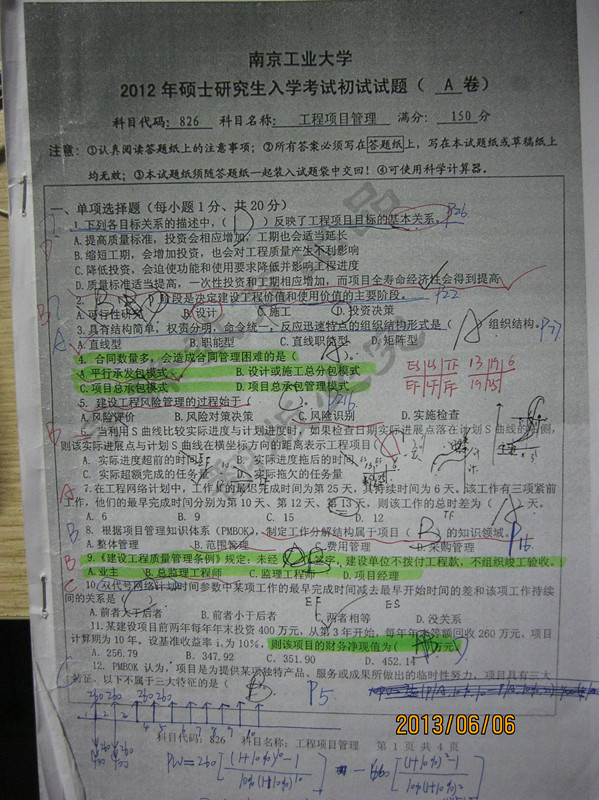 南京工业大学
2012 年硕士研究生入学考试初试试题( A 卷)
科目代码: 826 科目名称: 工程项目管理 满分: 150 分
注意: ①认真阅读答题纸上的注意事项; ②所有答案必须写在答题纸上, 写在本试题纸或草稿纸上
均无效; ③本试题纸须随答题纸一起装入试题袋中交回! ④可使用科学计算器。
一、单项选择题(每小题 1 分、共 20 分)
1.下列各目标关系的描述中,( D )反映了工程项目目标的基本关系。 P26
A.提高质量标准,投资会相应增加,工期也会适当延长
B.缩短工期,会增加投资,也会对工程质量产生不利影响
C.降低投资,会迫使功能和使用要求降低并影响工程进度
D.质量标准适当提高,一次性投资和工期相应增加,而项目全寿命经济性会得到提高
2.( B )阶段是决定建设工程价值和使用价值的主要阶段。 P22
A.可行性研究 B.设计 C.施工 D.投资决策
3.具有结构简单,权责分明,命令统一,反应迅速特点的组织结构形式是( A )组织结构。
A.直线型 B.职能型 C.直线职能型 D.矩阵型
4.合同数量多,会造成合同管理困难的是( A )。
A.平行承发包模式 B.设计或施工总分包模式
C.项目总承包模式 D.项目总承包管理模式
ES LS TF 13 19 6
EF LF FF 19 25
5. 建设工程风险管理的过程始于( )。
A.风险评价 B.风险对策决策 C.风险识别 D.实施检查
当利用 S 曲线比较实际进度与计划进度时,如果检查日期实际进展点落在计划 S 曲线的右侧,
则该实际进展点与计划 S 曲线在横坐标方向的距离表示工程项目( )。
A. 实际进度超前的时间 B. 实际进度拖后的时间
C. 实际超额完成的任务量 D. 实际拖欠的任务量
7.在工程网络计划中,工作 的最迟完成时间为第 25 天,其持续时间为 6 天。该工作有三项紧前
工作,他们的最早完成时间分别为第 10 天、第 12 天、第 13 天,则该工作的总时差为( A )天。
A. 6 B. 9 C. 15 D. 12
8. 根据项目管理知识体系(PMBOK),制定工作分解结构属于项目( B )的知识领域。
A.整体管理 B.范围管理 C.费用管理 D.采购管理 P16
9.《建设工程质量管理条例》规定:未经( )签字,建设单位不拨付工程款,不组织竣工验收。
A.业主 B.总监理工程师 C.监理工程师 D.项目经理
10.双代号网络计划时间参数中某项工作的最早完成时间减去最早开始时间的差和该项工作持续
间的关系是( ) EF ES
A.前者大于后者 B.前者小于后者 两者相等 D.没关系
11.某建设项目前两年每年年末投资 400 万元,从第 3 年开始,每年年末等额回收 260 万元,项目
计算期为 10 年。设基准收益率 i。为 10%,则该项目的财务净现值为( B )万元。
A. 256.79 B. 347.92 C. 351.90 D. 452.14
12. PMBOK 认为,项目是为提供某项独特产品、服务或成果所做出的临时性努力,项目具有三大
特征。以下不属于三大特征的是( B )。 P5
260 260 260 260
科目代码: 826 科目名称: 工程项目管理 第 1 页 共 4 页
2013/06/06